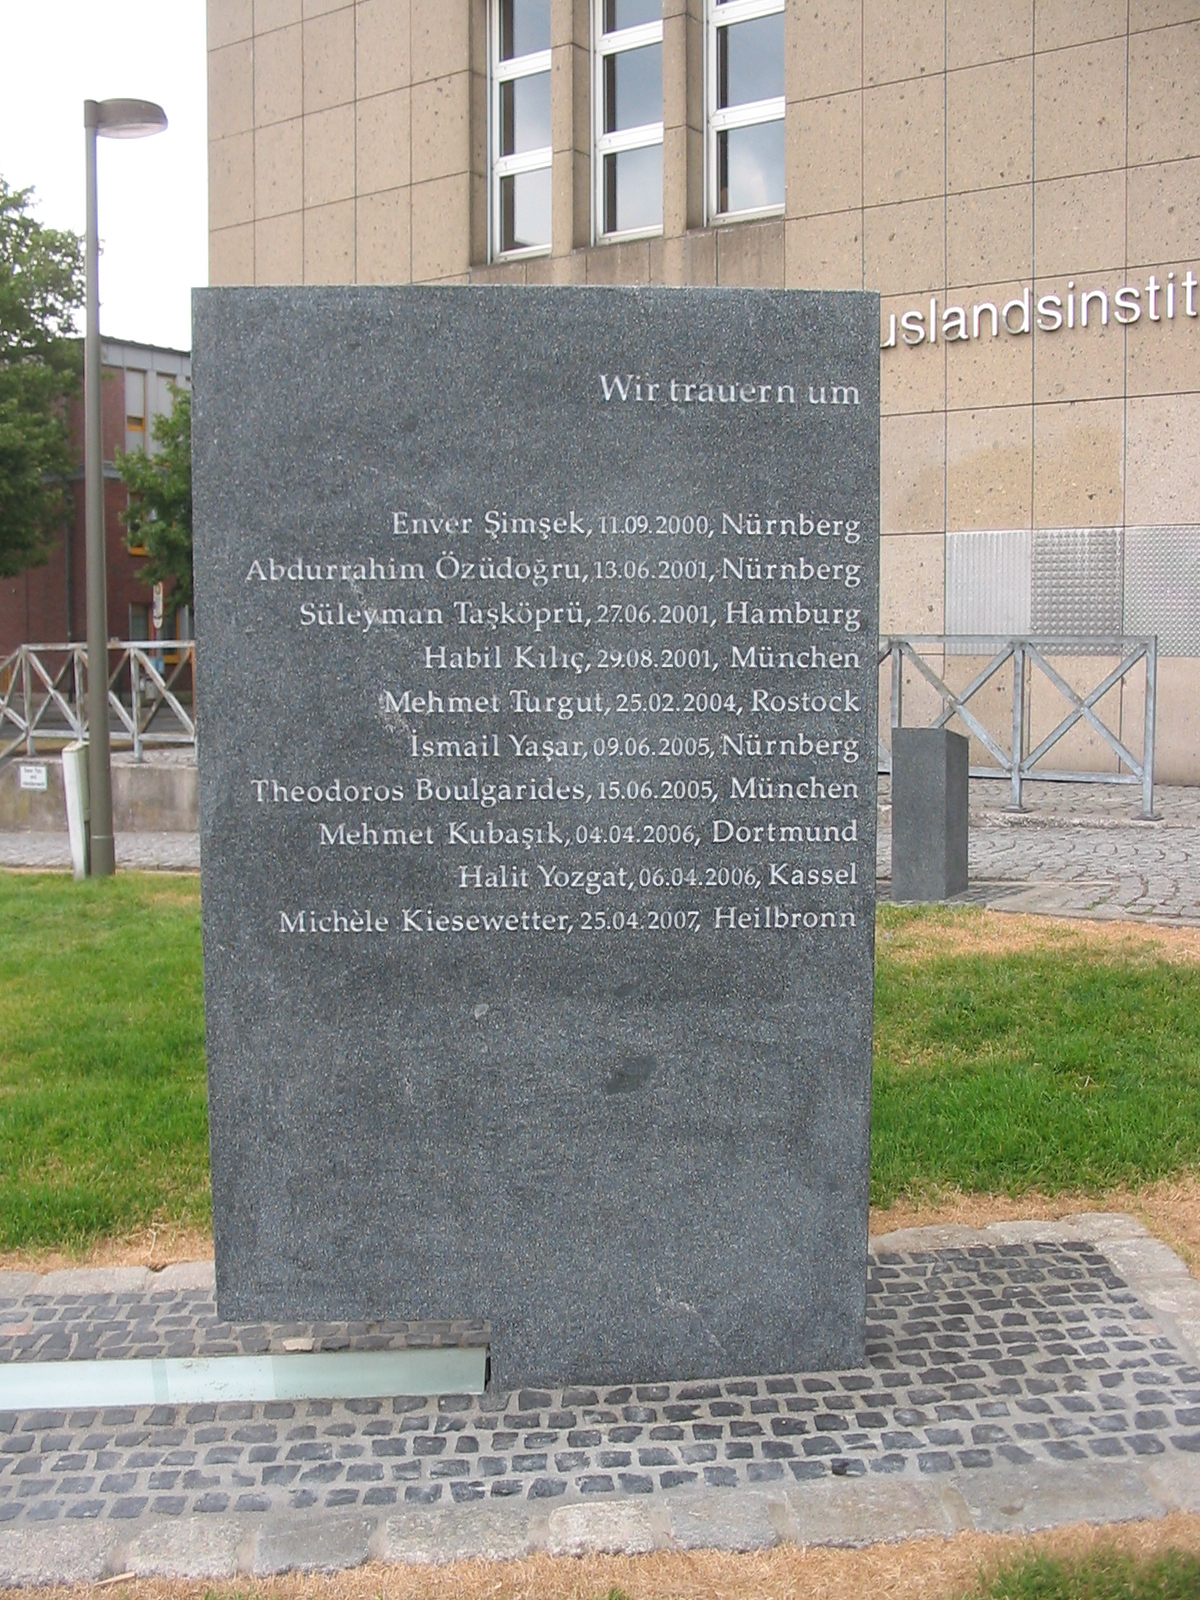 uslandsinstit
Wir trauern um
Enver Şimşek, 11.09.2000, Nürnberg
Abdurrahim Özüdoğru, 13.06.2001, Nürnberg
Süleyman Taşköprü, 27.06.2001, Hamburg
Habil Kılıç, 29.08.2001, München
Mehmet Turgut, 25.02.2004, Rostock
İsmail Yaşar, 09.06.2005, Nürnberg
Theodoros Boulgarides, 15.06.2005, München
Mehmet Kubaşık, 04.04.2006, Dortmund
Halit Yozgat, 06.04.2006, Kassel
Michèle Kiesewetter, 25.04.2007, Heilbronn